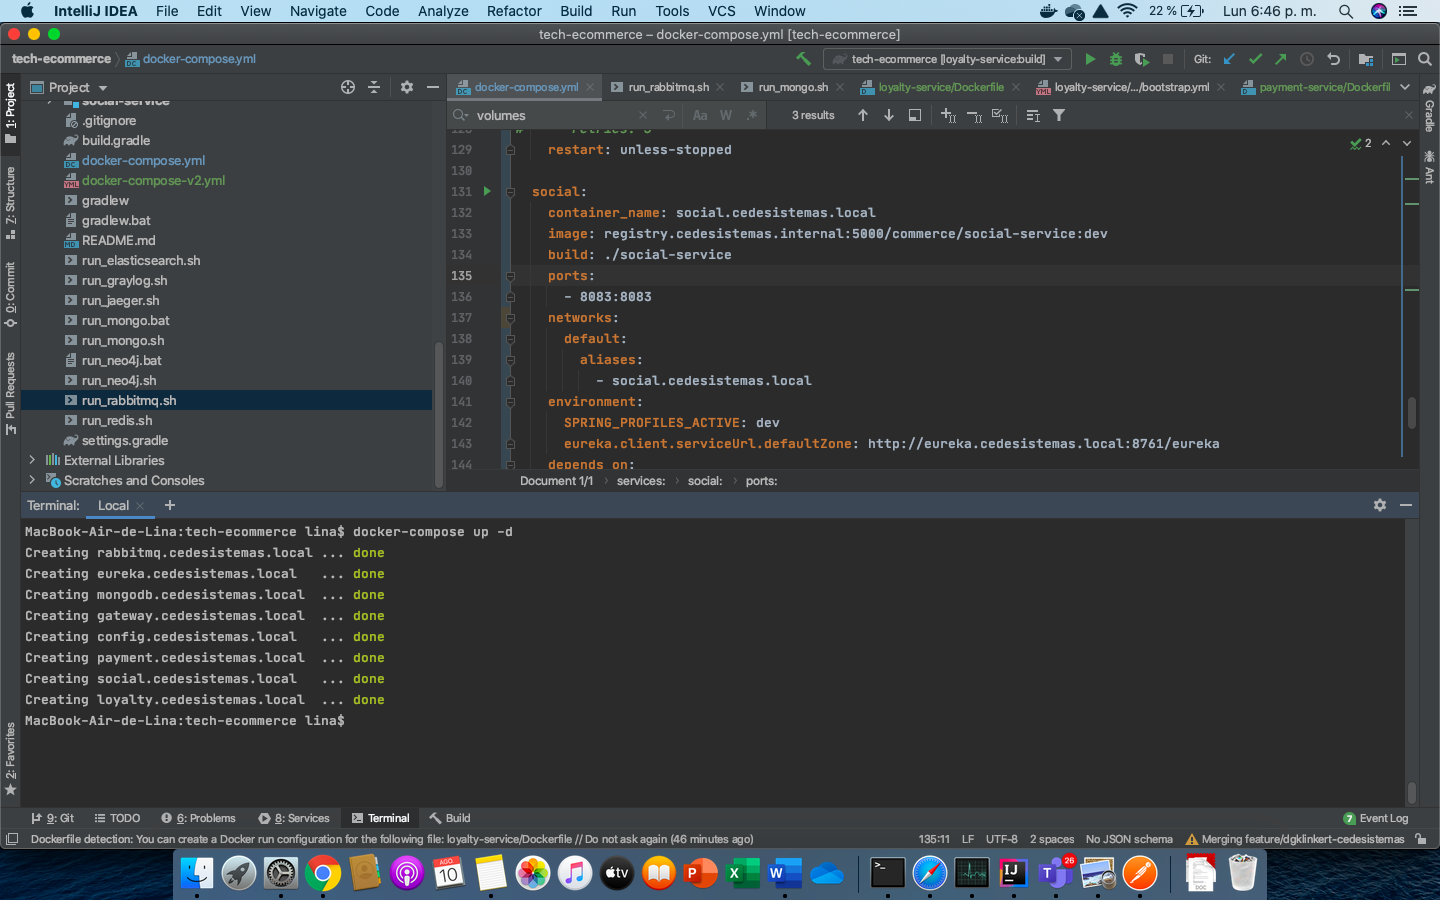 IntelliJ IDEA File Edit View Navigate Code Analyze Refactor Build Run Tools VCS Window 22 % Lun 6:46 p. m.
tech-ecommerce – docker-compose.yml [tech-ecommerce]
tech-ecommerce docker-compose.yml tech-ecommerce [loyalty-service:build] Git:
Project docker-compose.yml run_rabbitmq.sh run_mongo.sh loyalty-service/Dockerfile loyalty-service/.../bootstrap.yml payment-service/Dockerfil
volumes Aa W .* 3 results
social-service
.gitignore
build.gradle
docker-compose.yml
docker-compose-v2.yml
gradlew
gradlew.bat
README.md
run_elasticsearch.sh
run_graylog.sh
run_jaeger.sh
run_mongo.bat
run_mongo.sh
run_neo4j.bat
run_neo4j.sh
run_rabbitmq.sh
run_redis.sh
settings.gradle
External Libraries
Scratches and Consoles
1: Project
7: Structure
0: Commit
Pull Requests
2: Favorites
Gradle
Ant
2
128 # retries: 5
129 restart: unless-stopped
130
131 social:
132 container_name: social.cedesistemas.local
133 image: registry.cedesistemas.internal:5000/commerce/social-service:dev
134 build: ./social-service
135 ports:
136 - 8083:8083
137 networks:
138 default:
139 aliases:
140 - social.cedesistemas.local
141 environment:
142 SPRING_PROFILES_ACTIVE: dev
143 eureka.client.serviceUrl.defaultZone: http://eureka.cedesistemas.local:8761/eureka
144 depends_on:
Document 1/1 services: social: ports:
Terminal: Local
MacBook-Air-de-Lina:tech-ecommerce lina$ docker-compose up -d
Creating rabbitmq.cedesistemas.local ... done
Creating eureka.cedesistemas.local ... done
Creating mongodb.cedesistemas.local ... done
Creating gateway.cedesistemas.local ... done
Creating config.cedesistemas.local ... done
Creating payment.cedesistemas.local ... done
Creating social.cedesistemas.local ... done
Creating loyalty.cedesistemas.local ... done
MacBook-Air-de-Lina:tech-ecommerce lina$
9: Git TODO 6: Problems 8: Services Terminal Build 7 Event Log
Dockerfile detection: You can create a Docker run configuration for the following file: loyalty-service/Dockerfile // Do not ask again (46 minutes ago) 135:11 LF UTF-8 2 spaces No JSON schema Merging feature/dgklinkert-cedesistemas
AGO. 10 tv P X W IJ T 26 DOC